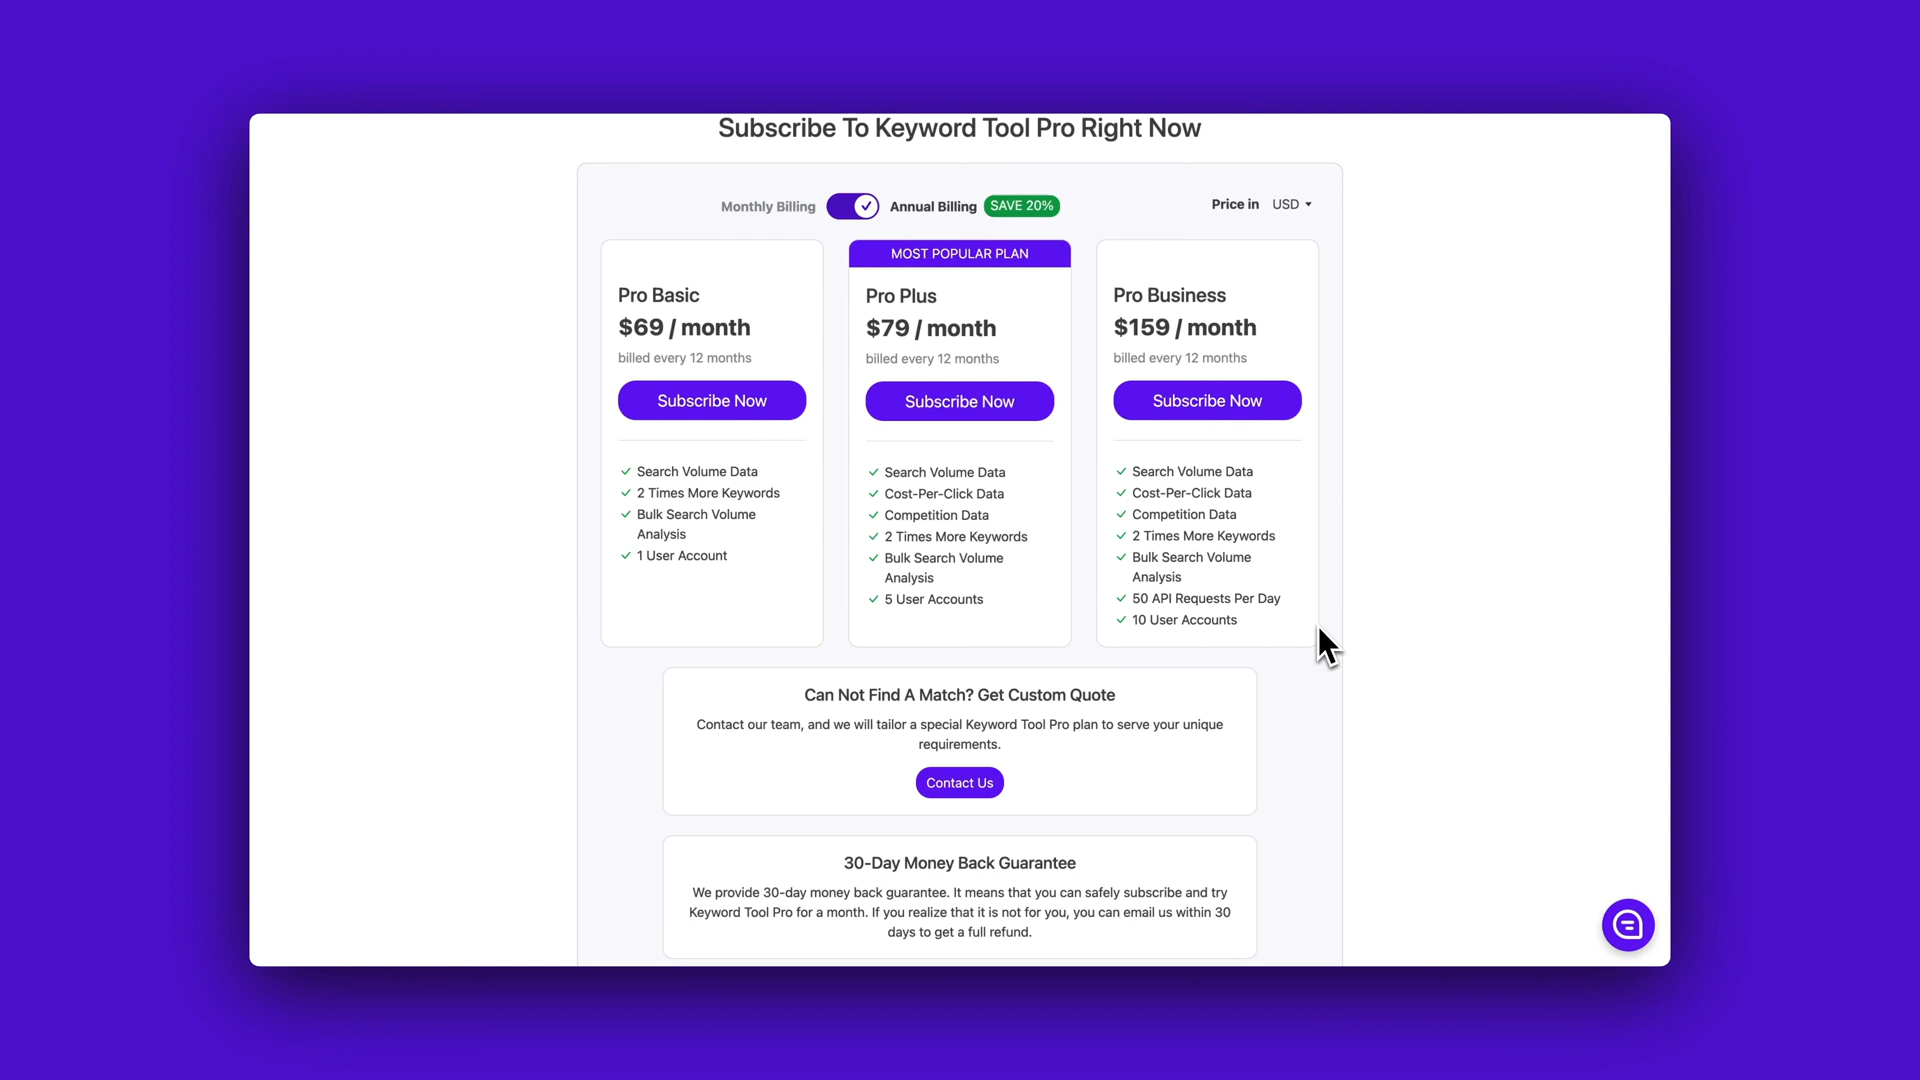 Subscribe To Keyword Tool Pro Right Now
Monthly Billing Annual Billing SAVE 20% Price in USD
Pro Basic
$69 / month
billed every 12 months
Subscribe Now
Search Volume Data
2 Times More Keywords
Bulk Search Volume
Analysis
1 User Account
MOST POPULAR PLAN
Pro Plus
$79 / month
billed every 12 months
Subscribe Now
Search Volume Data
Cost-Per-Click Data
Competition Data
2 Times More Keywords
Bulk Search Volume
Analysis
5 User Accounts
Pro Business
$159 / month
billed every 12 months
Subscribe Now
Search Volume Data
Cost-Per-Click Data
Competition Data
2 Times More Keywords
Bulk Search Volume
Analysis
50 API Requests Per Day
10 User Accounts
Can Not Find A Match? Get Custom Quote
Contact our team, and we will tailor a special Keyword Tool Pro plan to serve your unique
requirements.
Contact Us
30-Day Money Back Guarantee
We provide 30-day money back guarantee. It means that you can safely subscribe and try
Keyword Tool Pro for a month. If you realize that it is not for you, you can email us within 30
days to get a full refund.